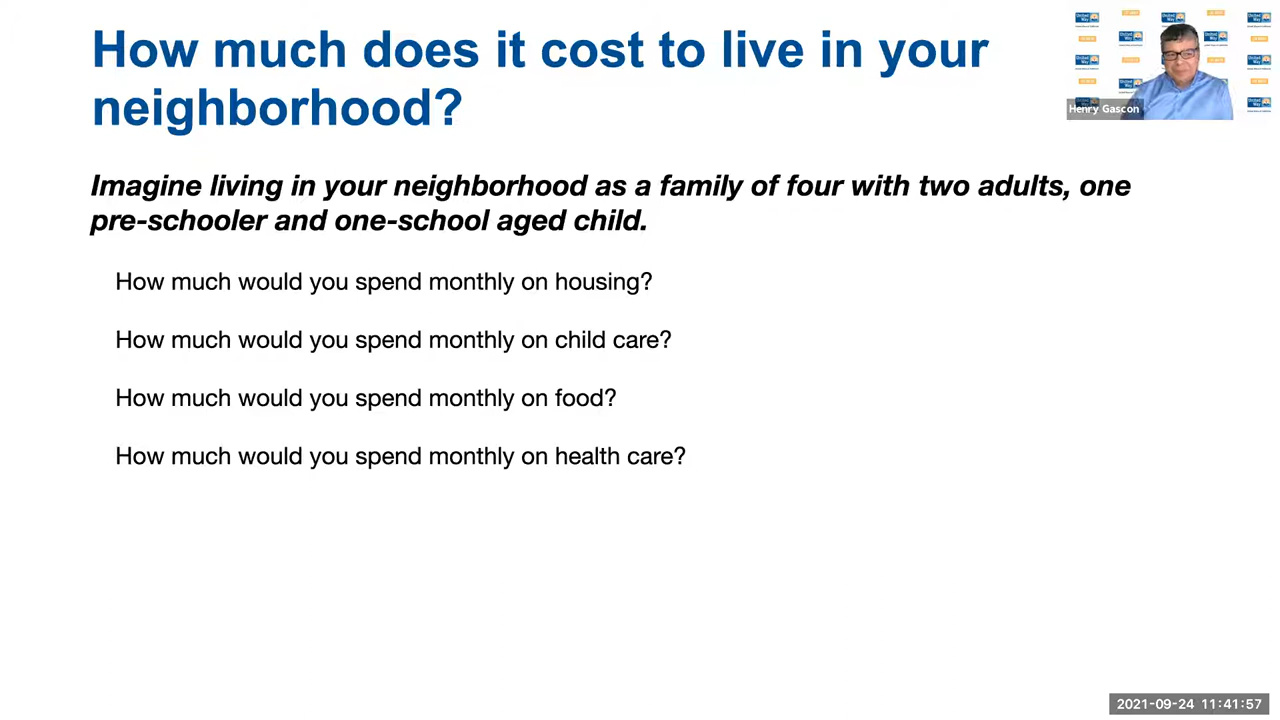 How much does it cost to live in your
neighborhood?
Henry Gascon
Imagine living in your neighborhood as a family of four with two adults, one
pre-schooler and one-school aged child.
How much would you spend monthly on housing?
How much would you spend monthly on child care?
How much would you spend monthly on food?
How much would you spend monthly on health care?
2021-09-24 11:41:57